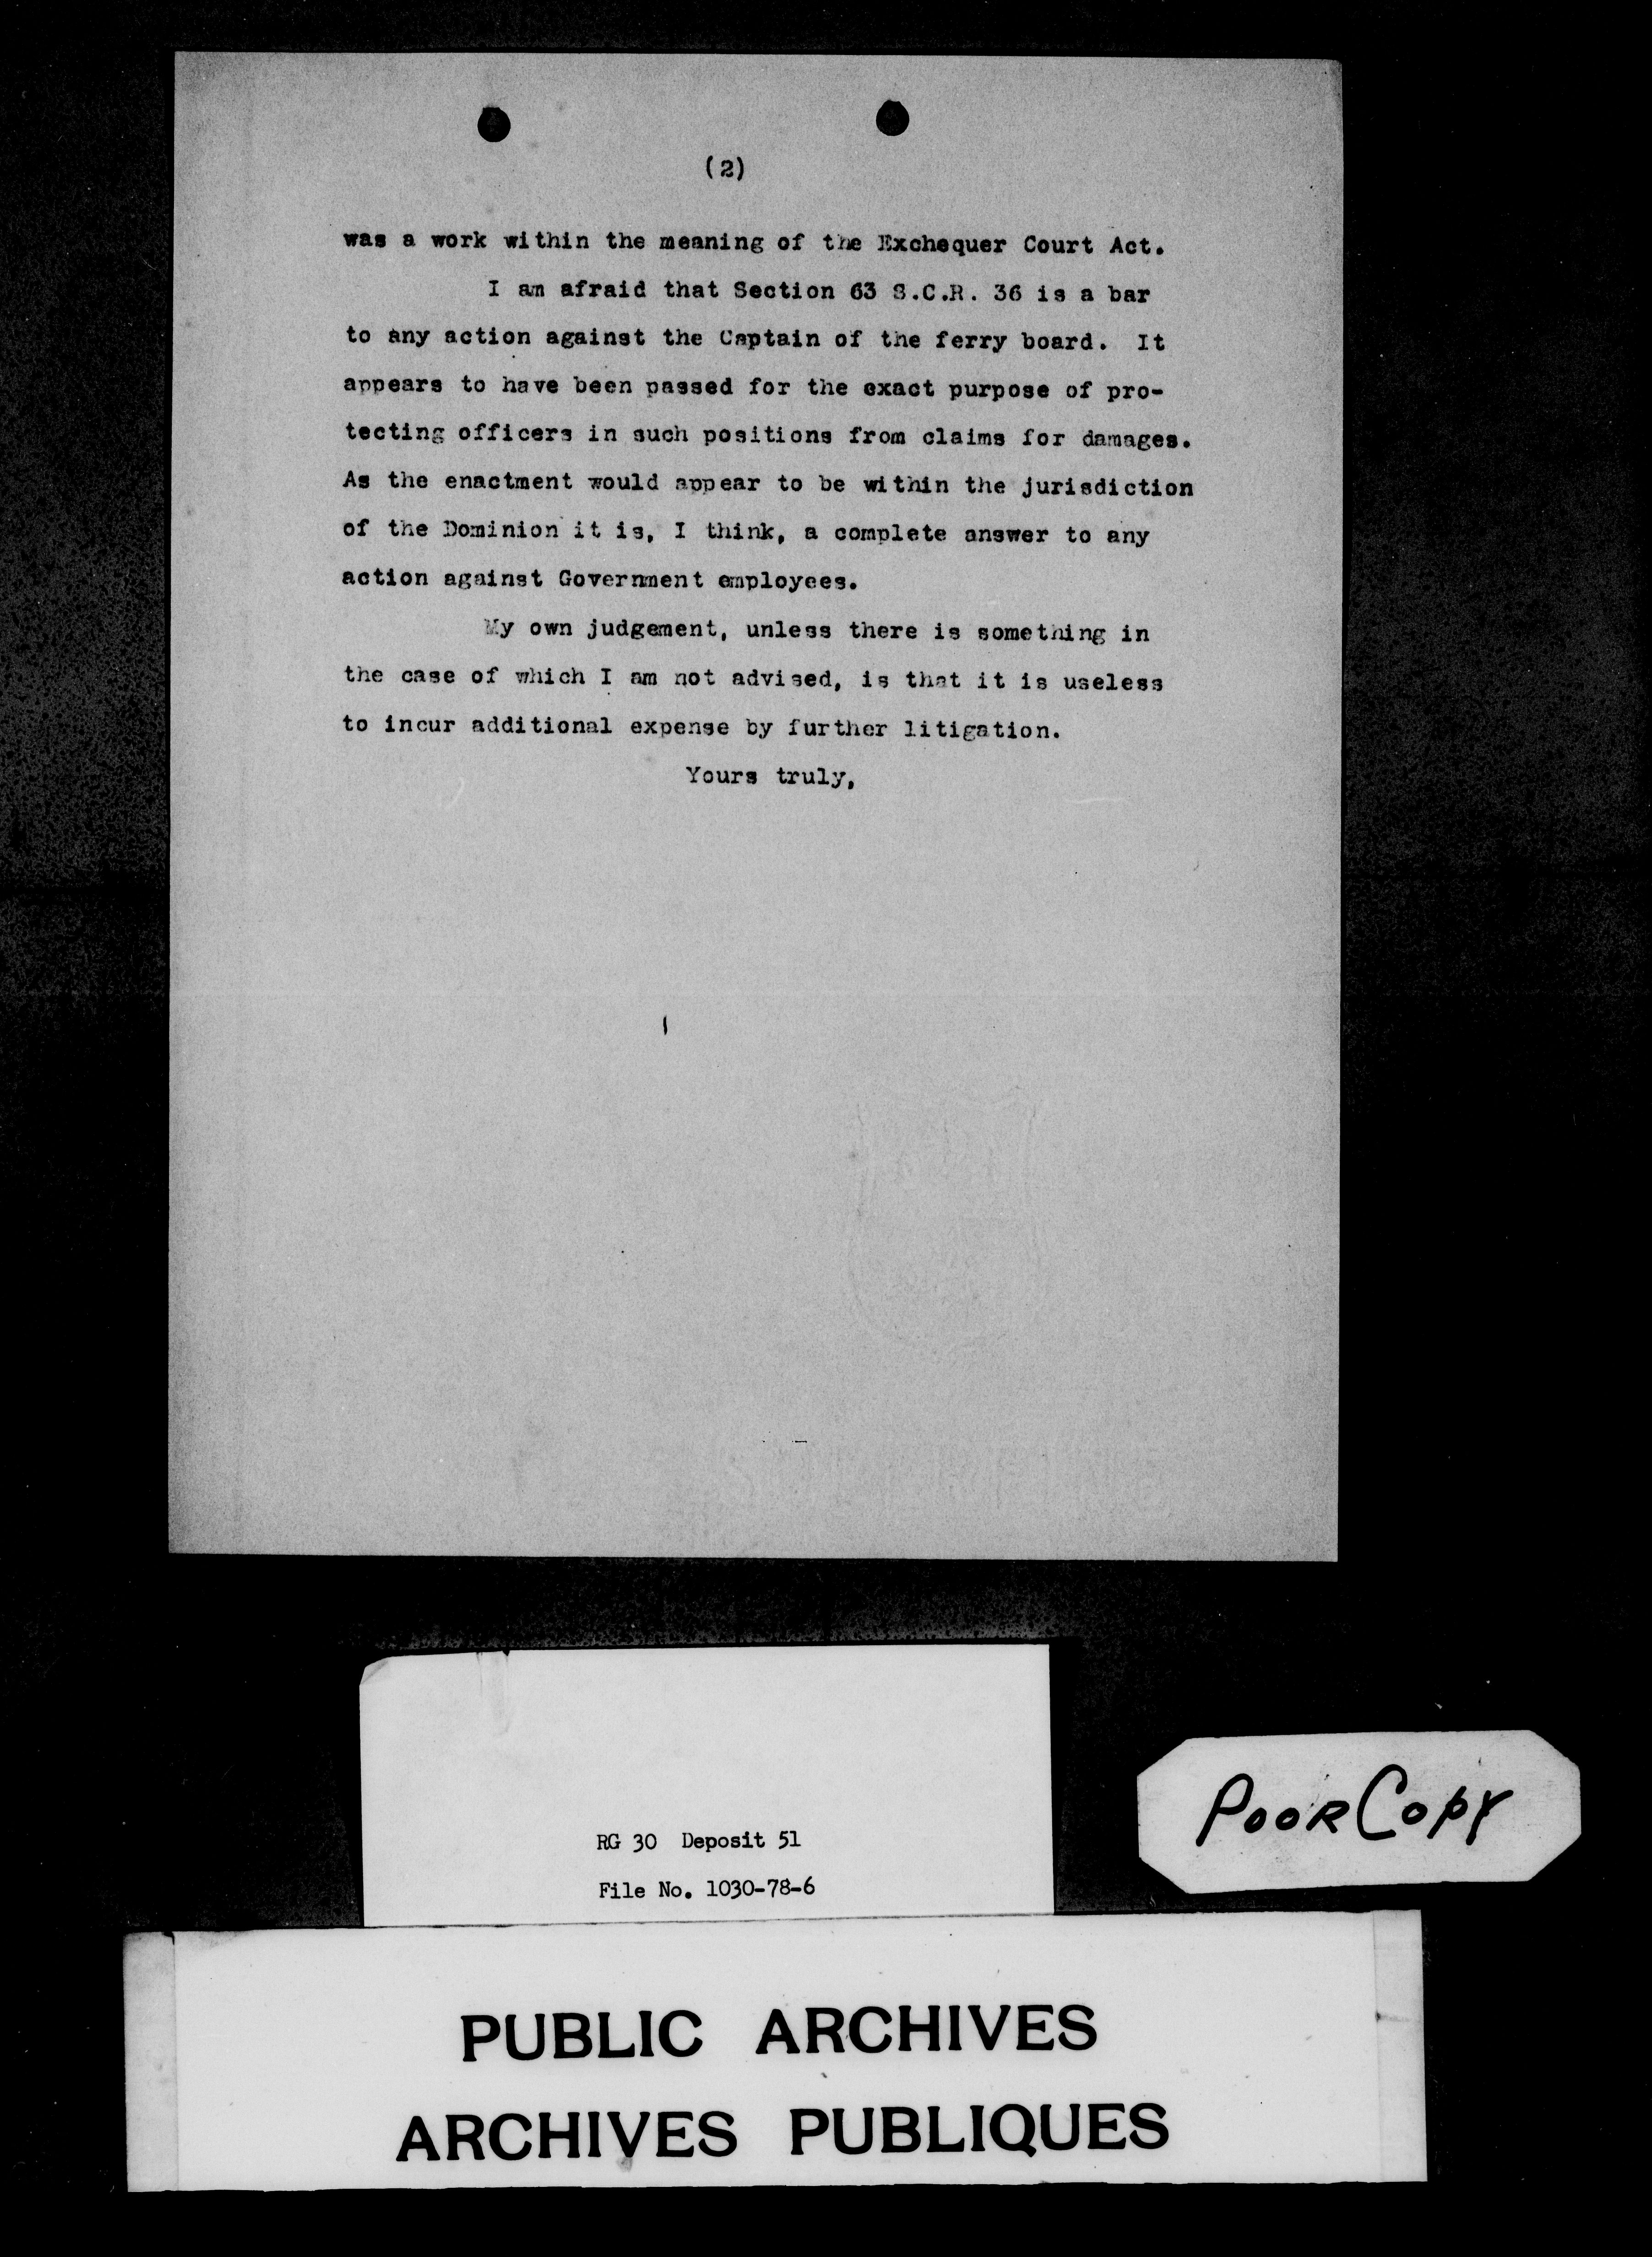 (2)
was a work within the meaning of the Exchequer Court Act.
I am afraid that Section 63 S.C.R. 36 is a bar
to any action against the Captain of the ferry board. It
appears to have been passed for the exact purpose of pro-
tecting officers in such positions from claims for damages.
As the enactment would appear to be within the jurisdiction
of the Dominion it is, I think, a complete answer to any
action against Government employees.
My own judgement, unless there is something in
the case of which I am not advised, is that it is useless
to incur additional expense by further litigation.
Yours truly,
RG 30 Deposit 51
File No. 1030-78-6
POOR COPY
PUBLIC ARCHIVES
ARCHIVES PUBLIQUES